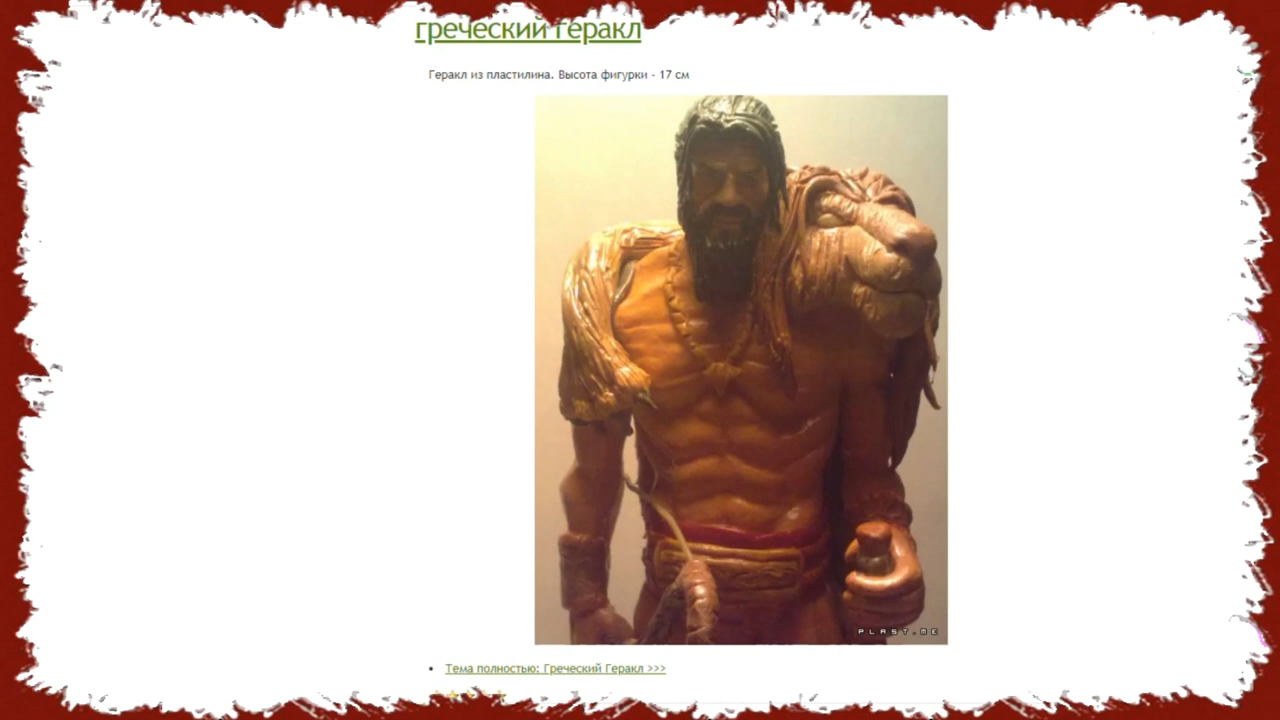 греческий геракл
Геракл из пластилина. Высота фигурки - 17 см
PLAST.ME
Тема полностью: Греческий Геракл >>>